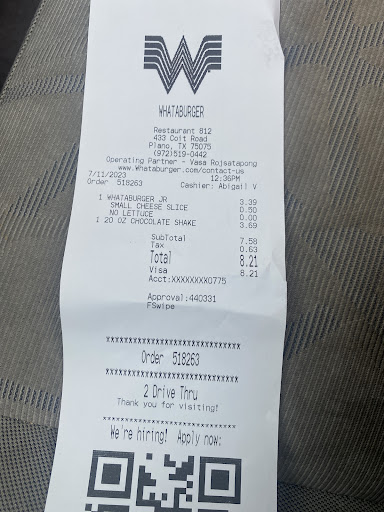 W
WHATABURGER
Restaurant 812
433 Coit Road
Plano, TX 75075
(972)519-0442
Operating Partner - Vasa Rojsatapong
www.Whataburger.com/contact-us
7/11/2023 12:36PM
Order 518263 Cashier: Abigail V
1 WHATABURGER JR 3.39
SMALL CHEESE SLICE 0.50
NO LETTUCE 0.00
1 20 OZ CHOCOLATE SHAKE 3.69
SubTotal 7.58
Tax 0.63
Total 8.21
Visa 8.21
Acct:XXXXXXXX0775
Approval:440331
FSwipe
******************************
Order 518263
******************************
2 Drive Thru
Thank you for visiting!
******************************
We're hiring! Apply now: